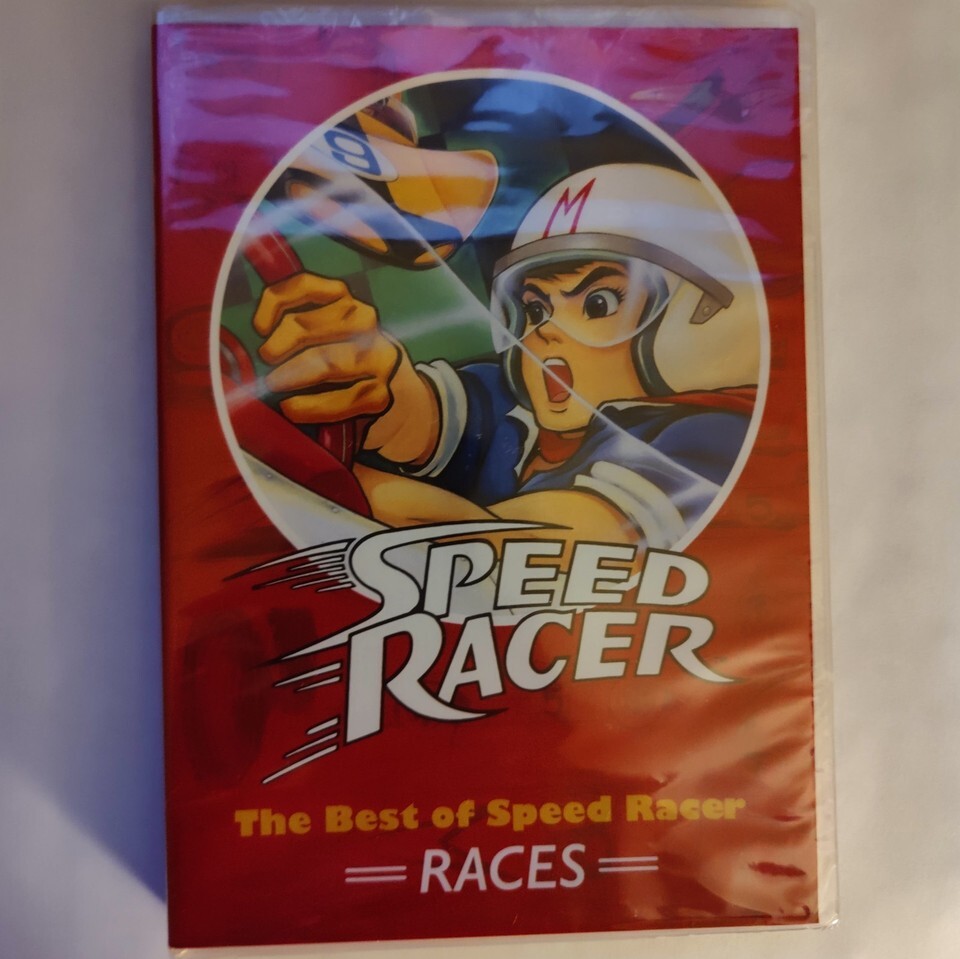 M
SPEED
RACER
The Best of Speed Racer
RACES